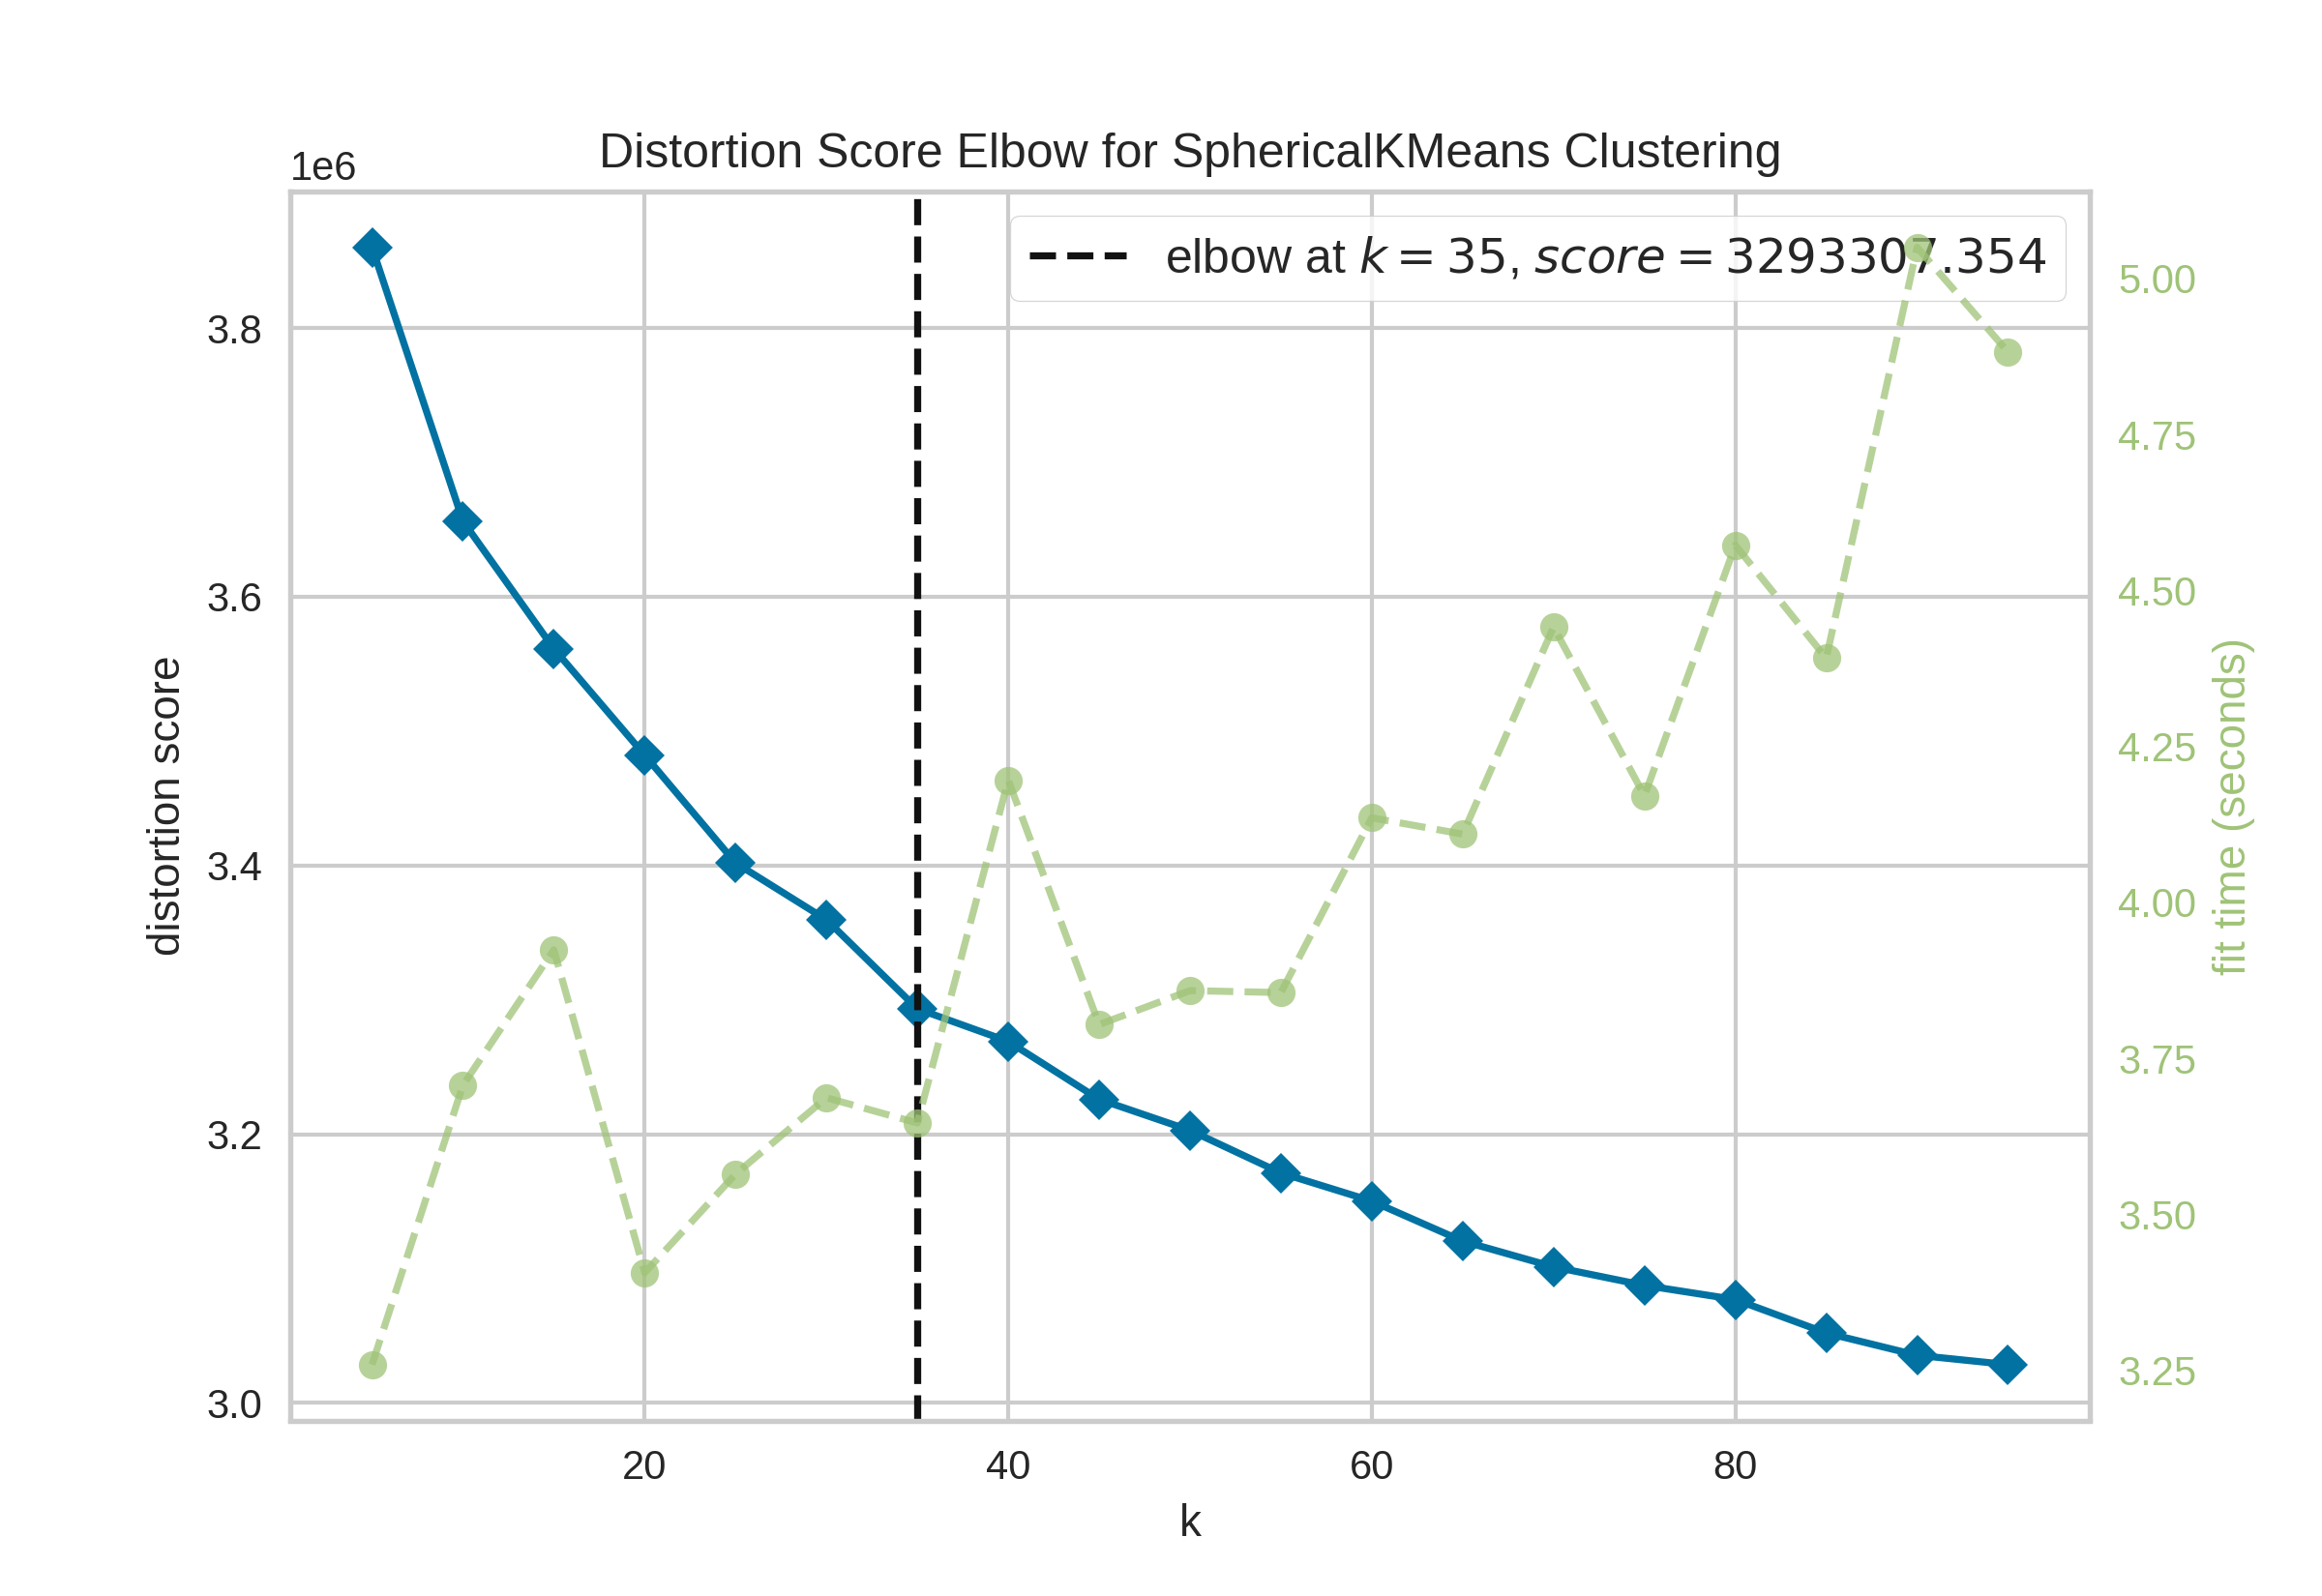 Distortion Score Elbow for SphericalKMeans Clustering
1e6
elbow at k = 35, score = 3293307.354
3.8
3.6
3.4
3.2
3.0
distortion score
5.00
4.75
4.50
4.25
4.00
3.75
3.50
3.25
fit time (seconds)
20 40 60 80
k